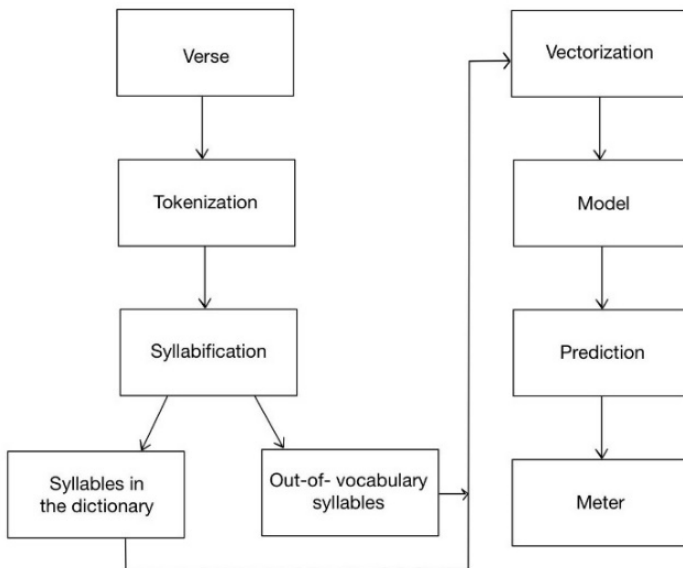 Verse
Tokenization
Syllabification
Syllables in
the dictionary
Out-of- vocabulary
syllables
Vectorization
Model
Prediction
Meter